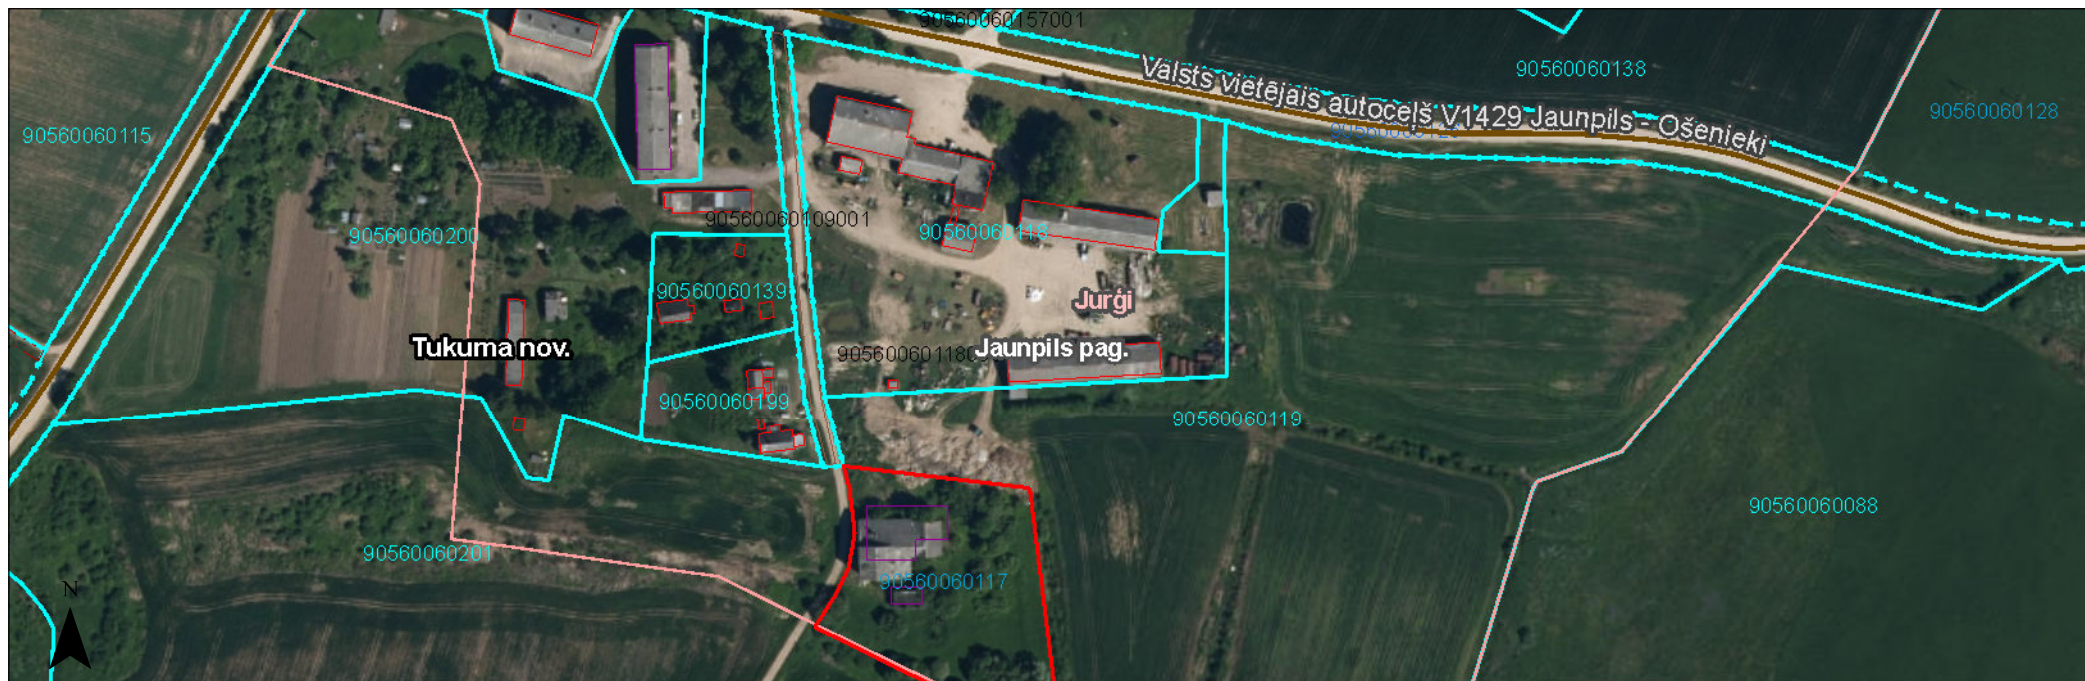 90560060157001
90560060138
Valsts vietējais autoceļš V1429 Jaunpils - Ošenieki
90560060128
90560060115
90560060109001
90560060200
90560060118
90560060139
Jurģi
Tukuma nov.
Jaunpils pag.
90560060199
90560060119
90560060088
90560060201
90560060117
N